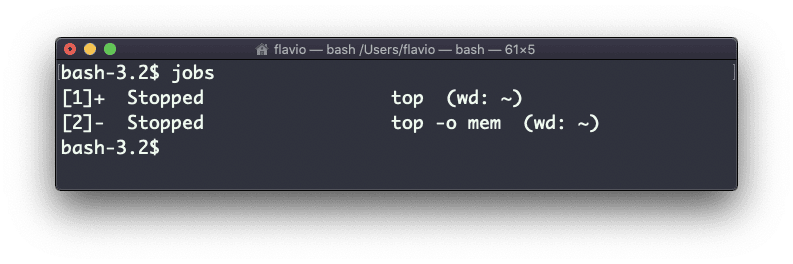 flavio — bash /Users/flavio — bash — 61×5
bash-3.2$ jobs
[1]+  Stopped                 top  (wd: ~)
[2]-  Stopped                 top -o mem  (wd: ~)
bash-3.2$